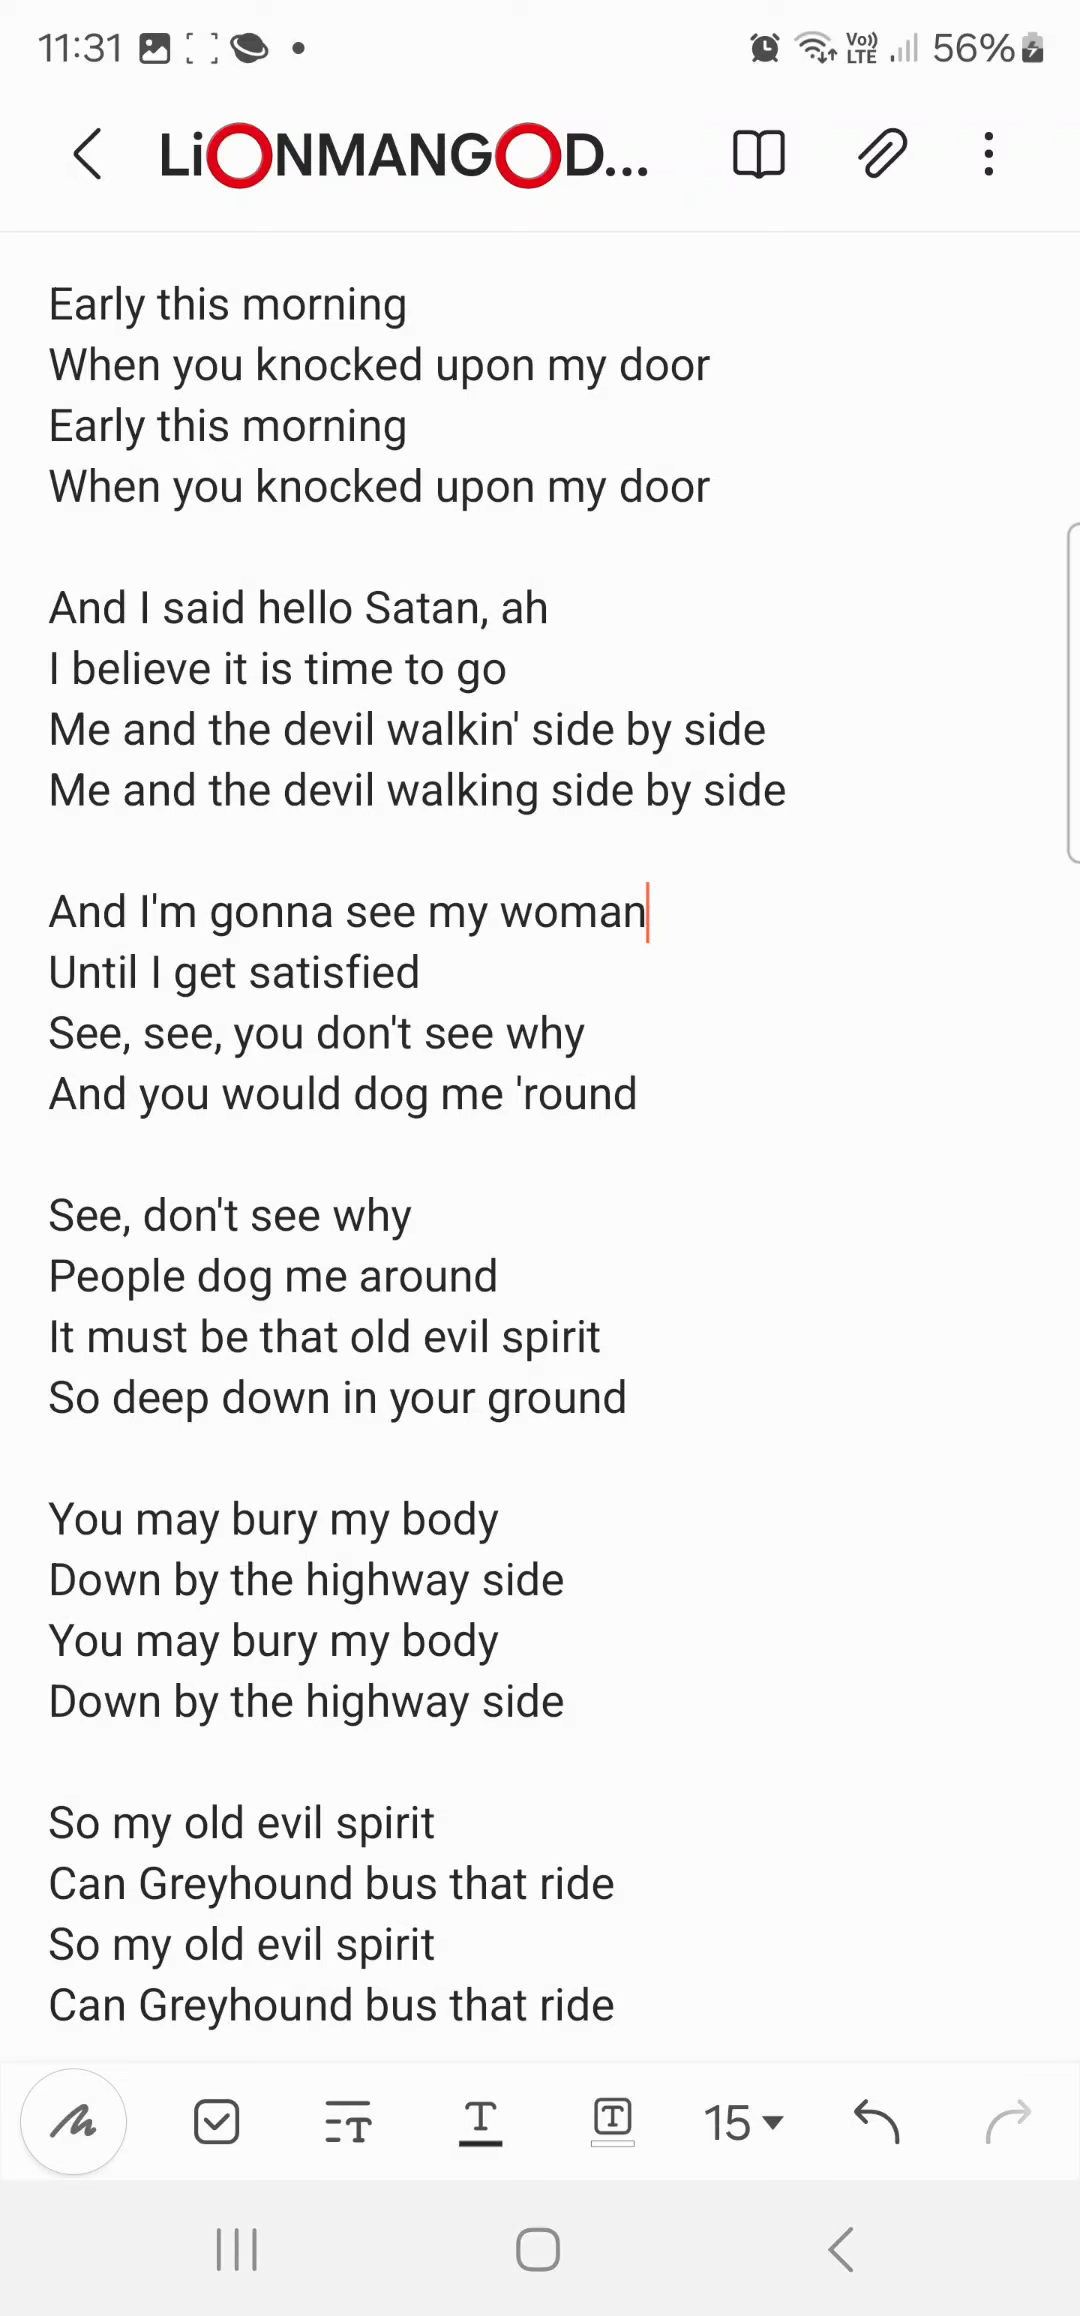 11:31
Vo)) LTE 56%
Li⭕NMANG⭕D...
Early this morning
When you knocked upon my door
Early this morning
When you knocked upon my door
And I said hello Satan, ah
I believe it is time to go
Me and the devil walkin' side by side
Me and the devil walking side by side
And I'm gonna see my woman
Until I get satisfied
See, see, you don't see why
And you would dog me 'round
See, don't see why
People dog me around
It must be that old evil spirit
So deep down in your ground
You may bury my body
Down by the highway side
You may bury my body
Down by the highway side
So my old evil spirit
Can Greyhound bus that ride
So my old evil spirit
Can Greyhound bus that ride
15